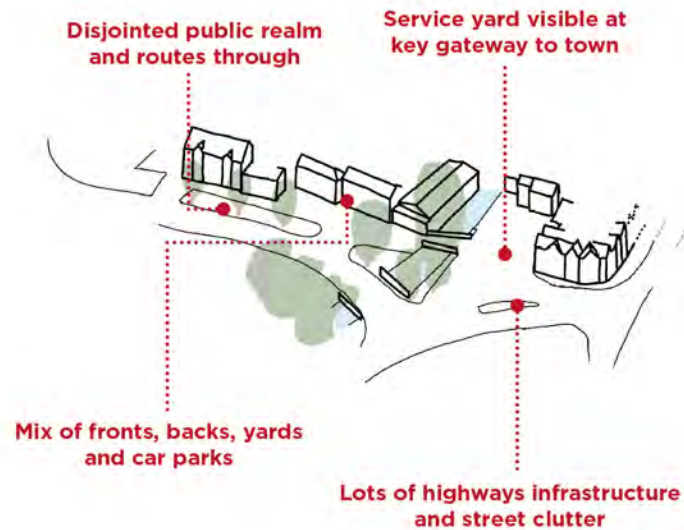 Disjointed public realm
and routes through
Service yard visible at
key gateway to town
Mix of fronts, backs, yards
and car parks
Lots of highways infrastructure
and street clutter